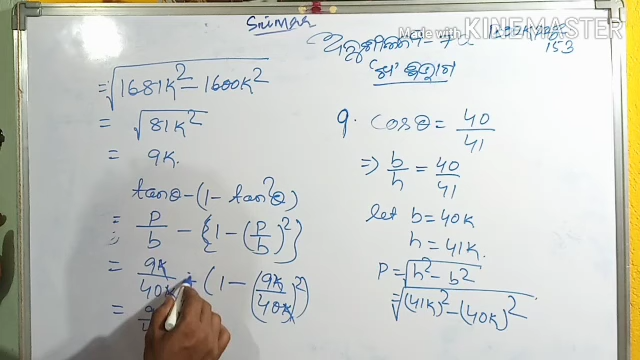 Made with KINEMASTER
153
= √1681K² - 1600K²
= √81K²
= 9K.
tanθ - (1 - tan²θ)
= P/b - {1 - (P/b)²}
= 9K/40K ÷ (1 - (9K/40K)²)
=
9. Cosθ = 40/41
⇒ b/h = 40/41
let b = 40K
h = 41K.
P = √h² - b²
= √(41K)² - (40K)²